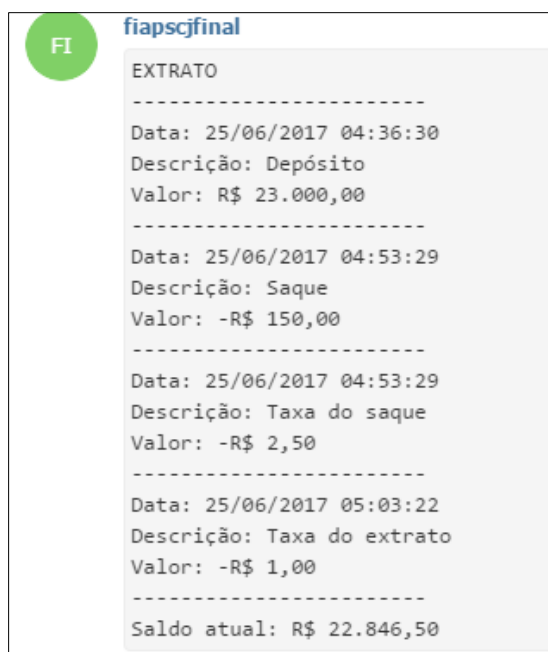 FI
fiapscjfinal
EXTRATO
------------------------
Data: 25/06/2017 04:36:30
Descrição: Depósito
Valor: R$ 23.000,00
------------------------
Data: 25/06/2017 04:53:29
Descrição: Saque
Valor: -R$ 150,00
------------------------
Data: 25/06/2017 04:53:29
Descrição: Taxa do saque
Valor: -R$ 2,50
------------------------
Data: 25/06/2017 05:03:22
Descrição: Taxa do extrato
Valor: -R$ 1,00
------------------------
Saldo atual: R$ 22.846,50